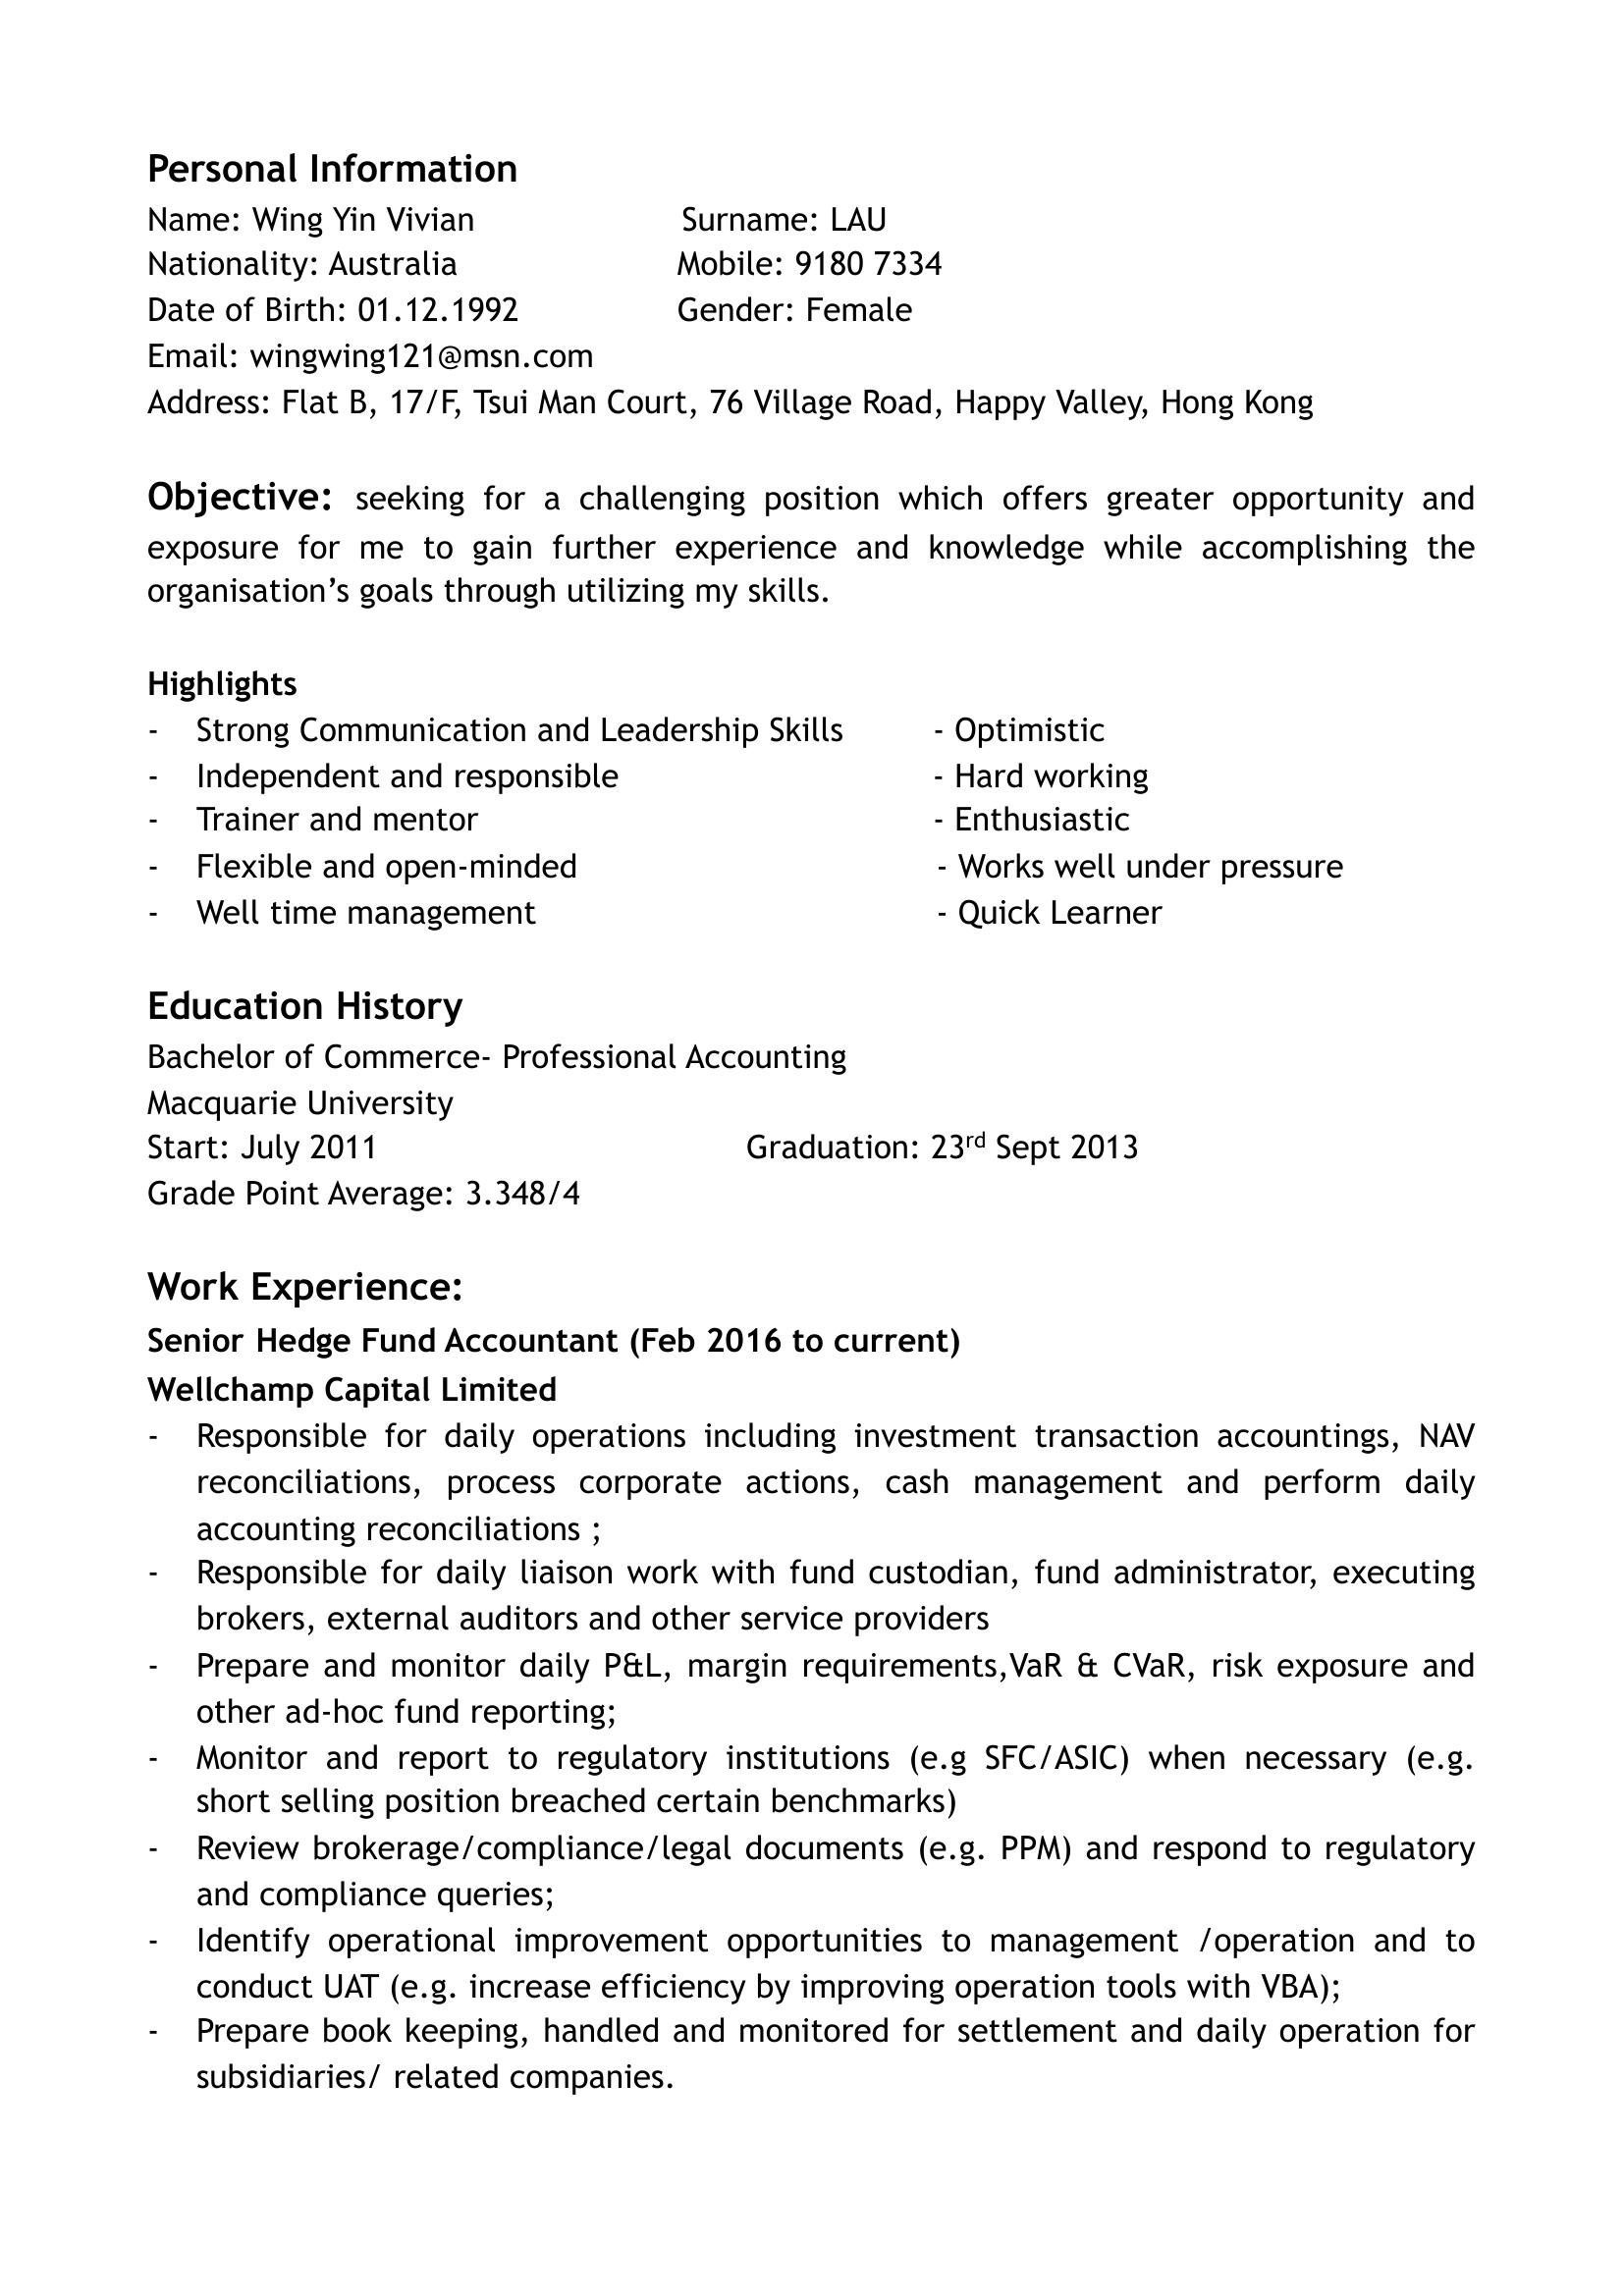 Personal Information
Name: Wing Yin Vivian Surname: LAU
Nationality: Australia Mobile: 9180 7334
Date of Birth: 01.12.1992 Gender: Female
Email: wingwing121@msn.com
Address: Flat B, 17/F, Tsui Man Court, 76 Village Road, Happy Valley, Hong Kong
Objective: seeking for a challenging position which offers greater opportunity and
exposure for me to gain further experience and knowledge while accomplishing the
organisation’s goals through utilizing my skills.
Highlights
- Strong Communication and Leadership Skills - Optimistic
- Independent and responsible - Hard working
- Trainer and mentor - Enthusiastic
- Flexible and open-minded - Works well under pressure
- Well time management - Quick Learner
Education History
Bachelor of Commerce- Professional Accounting
Macquarie University
Start: July 2011 Graduation: 23rd Sept 2013
Grade Point Average: 3.348/4
Work Experience:
Senior Hedge Fund Accountant (Feb 2016 to current)
Wellchamp Capital Limited
- Responsible for daily operations including investment transaction accountings, NAV
reconciliations, process corporate actions, cash management and perform daily
accounting reconciliations ;
- Responsible for daily liaison work with fund custodian, fund administrator, executing
brokers, external auditors and other service providers
- Prepare and monitor daily P&L, margin requirements,VaR & CVaR, risk exposure and
other ad-hoc fund reporting;
- Monitor and report to regulatory institutions (e.g SFC/ASIC) when necessary (e.g.
short selling position breached certain benchmarks)
- Review brokerage/compliance/legal documents (e.g. PPM) and respond to regulatory
and compliance queries;
- Identify operational improvement opportunities to management /operation and to
conduct UAT (e.g. increase efficiency by improving operation tools with VBA);
- Prepare book keeping, handled and monitored for settlement and daily operation for
subsidiaries/ related companies.